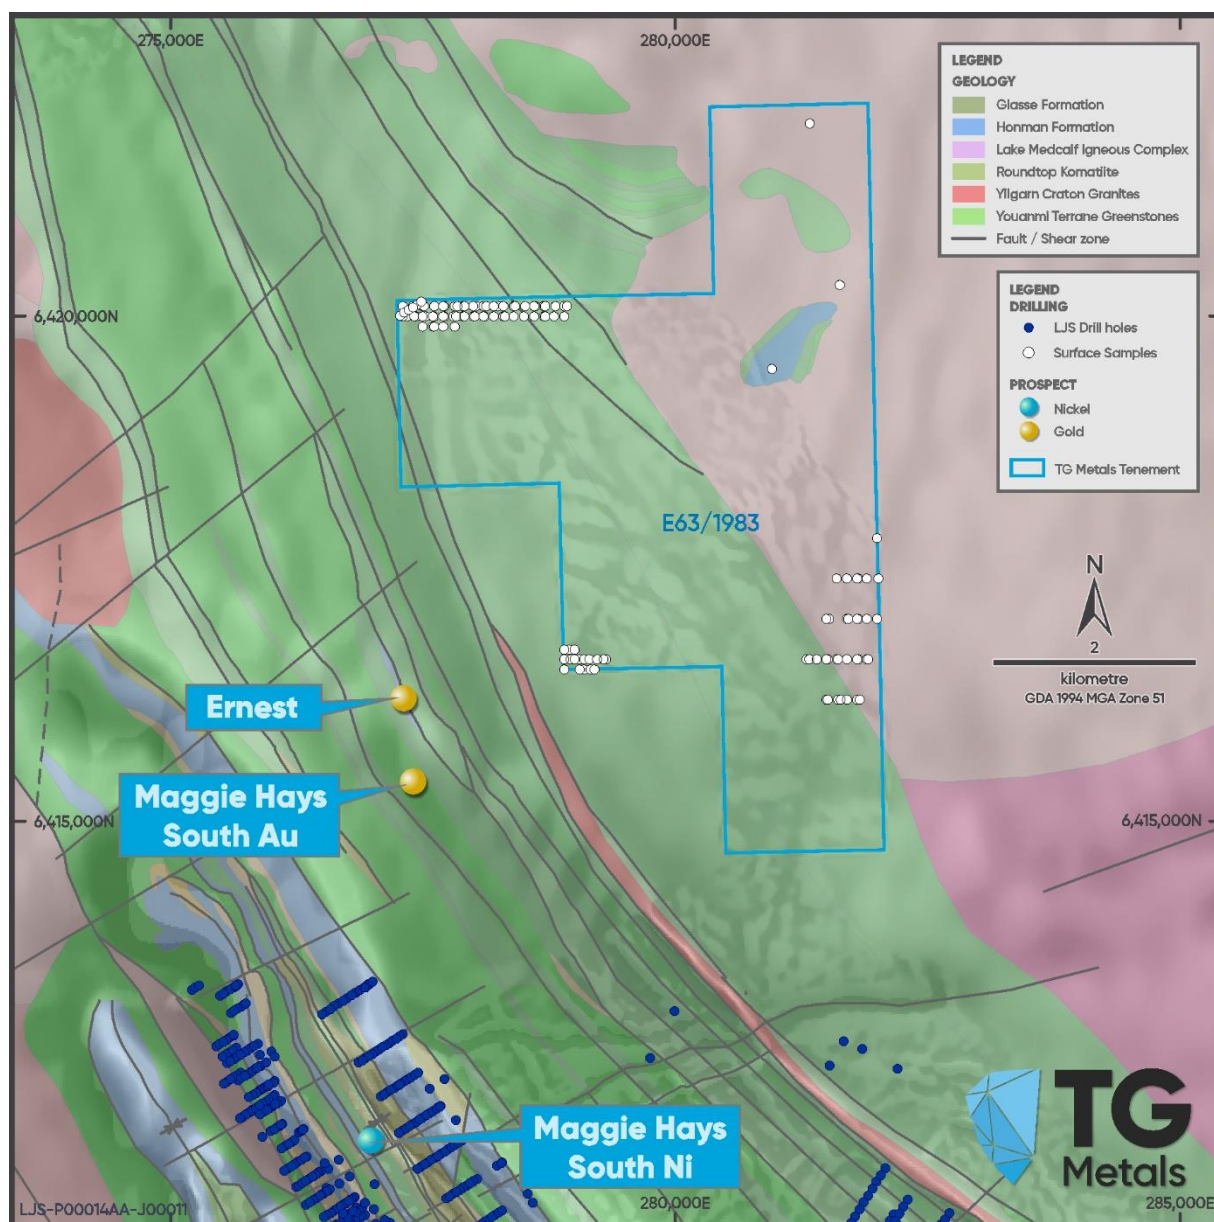 275,000E
280,000E
LEGEND
GEOLOGY
Glasse Formation
Honman Formation
Lake Medcalf Igneous Complex
Roundtop Komatiite
Yilgarn Craton Granites
Youanmi Terrane Greenstones
Fault / Shear zone
LEGEND
DRILLING
LJS Drill holes
Surface Samples
PROSPECT
Nickel
Gold
TG Metals Tenement
6,420,000N
E63/1983
N
2
kilometre
GDA 1994 MGA Zone 51
Ernest
Maggie Hays
South Au
6,415,000N
6,415,000N
Maggie Hays
South Ni
TG
Metals
LJS-P00014AA-J00011
280,000E
285,000E